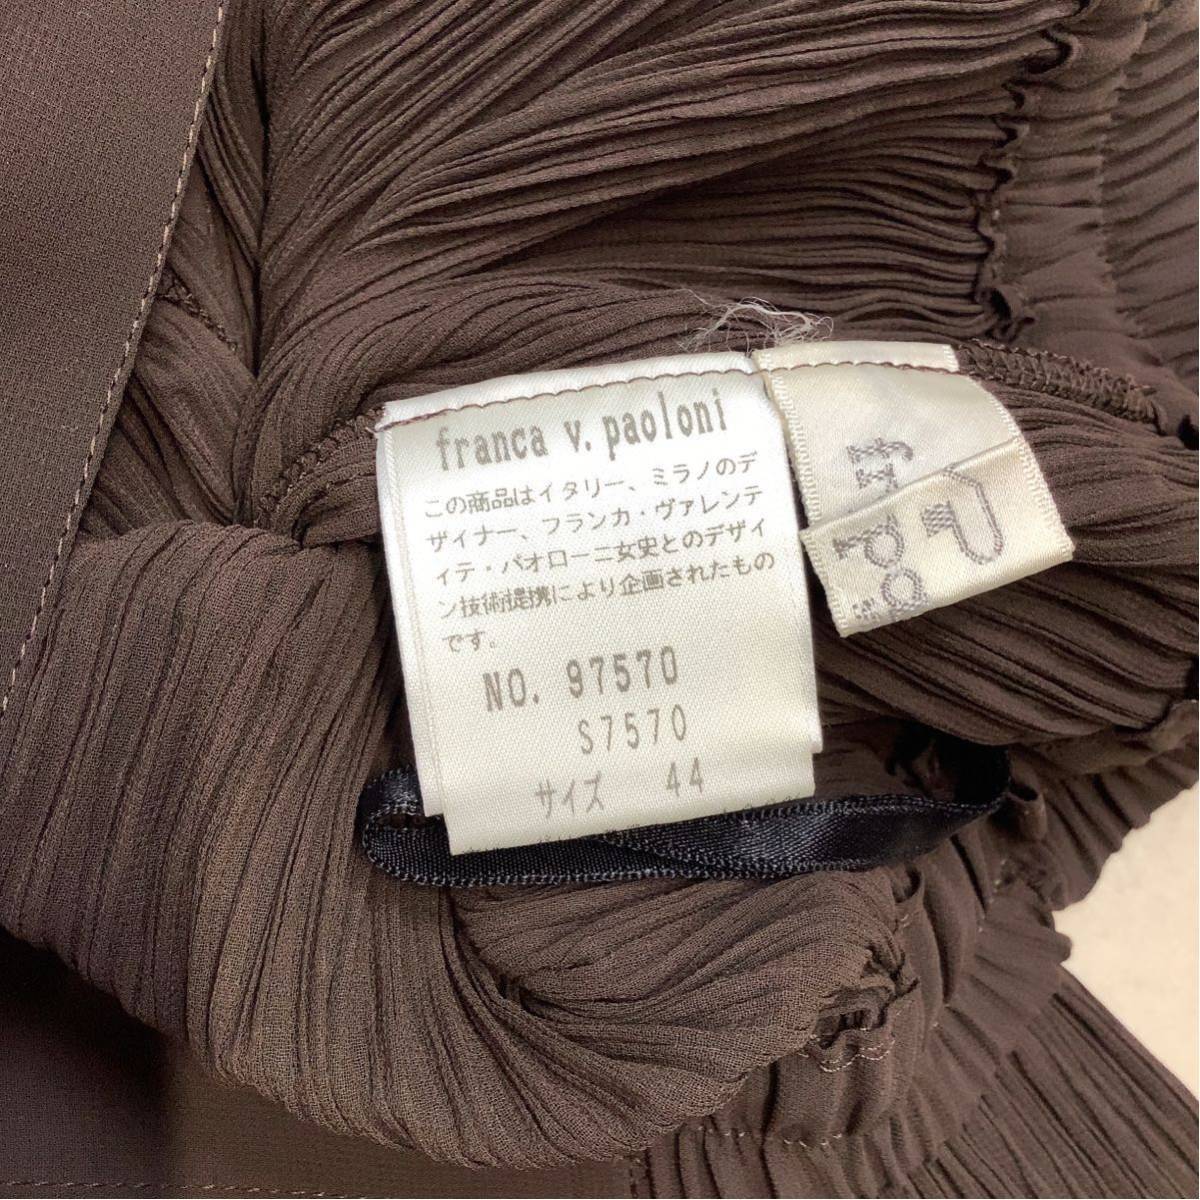 franca v. paoloni
この商品はイタリー、ミラノのデ
ザイナー、フランカ・ヴァレンテ
ィテ・パオローニ女史とのデザイ
ン技術提携により企画されたもの
です。
NO. 97570
S7570
サイズ 44